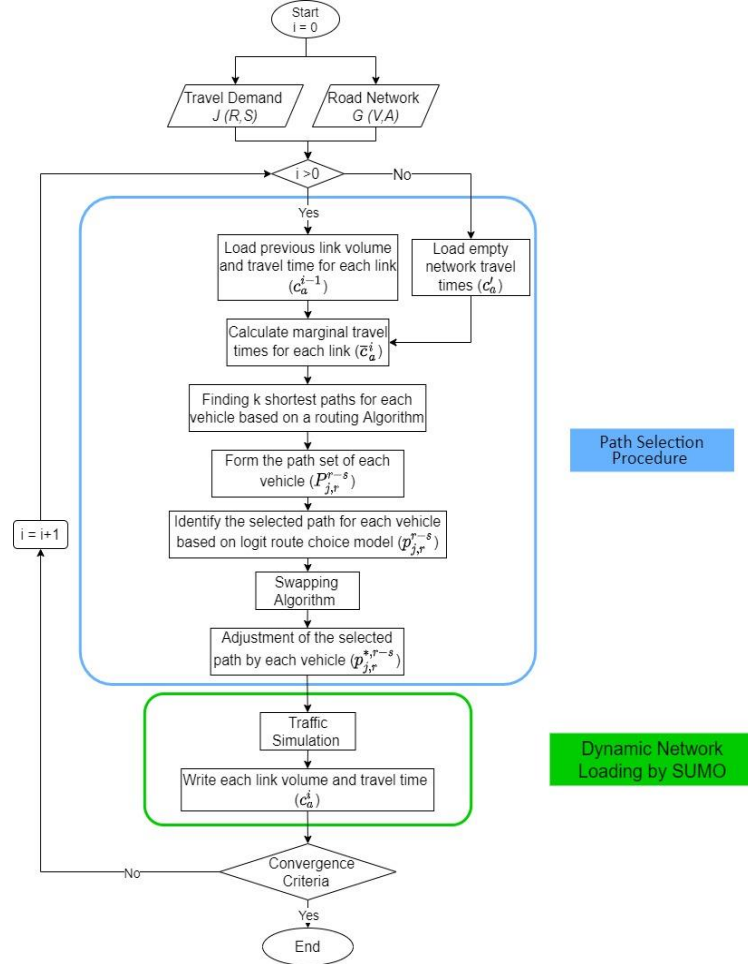 Start
i = 0
Travel Demand
J (R,S)
Road Network
G (V,A)
i >0
No
Yes
Load previous link volume
and travel time for each link
(c_a^{i-1})
Load empty
network travel
times (c'_a)
Calculate marginal travel
times for each link (c̅_a^i)
Finding k shortest paths for each
vehicle based on a routing Algorithm
Path Selection
Procedure
Form the path set of each
vehicle (P_{j,r}^{r-s})
i = i+1
Identify the selected path for each vehicle
based on logit route choice model (p_{j,r}^{r-s})
Swapping
Algorithm
Adjustment of the selected
path by each vehicle (p_{j,r}^{*,r-s})
Traffic
Simulation
Dynamic Network
Loading by SUMO
Write each link volume and travel time
(c_a^i)
Convergence
Criteria
No
Yes
End